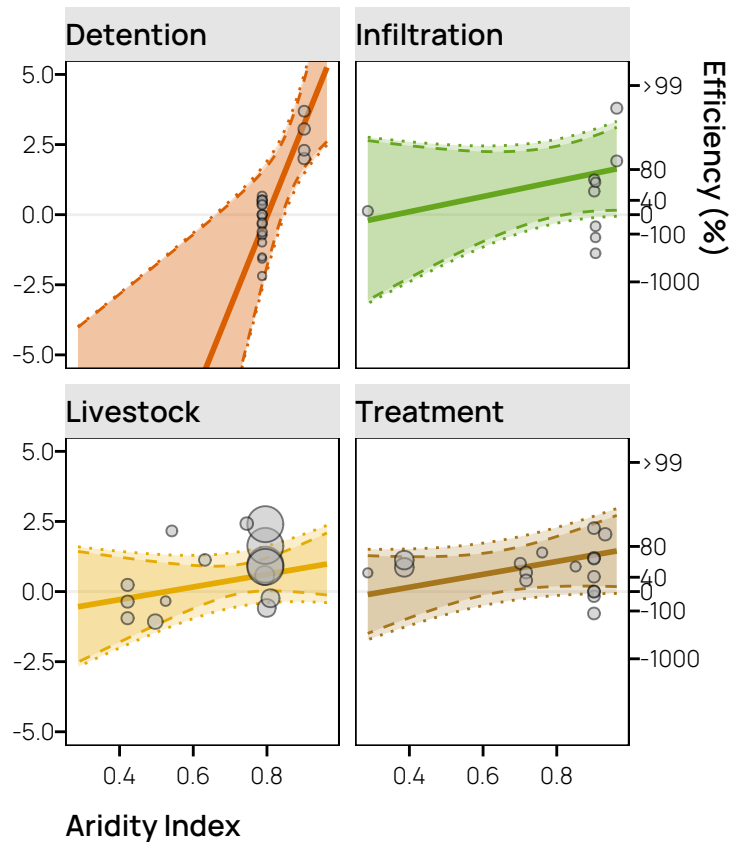 Detention Infiltration
5.0 >99
2.5 80
40
0.0 0
-100
-2.5 -1000
-5.0
Efficiency (%)
Livestock Treatment
5.0 >99
2.5 80
40
0.0 0
-100
-2.5 -1000
-5.0
0.4 0.6 0.8 0.4 0.6 0.8
Aridity Index